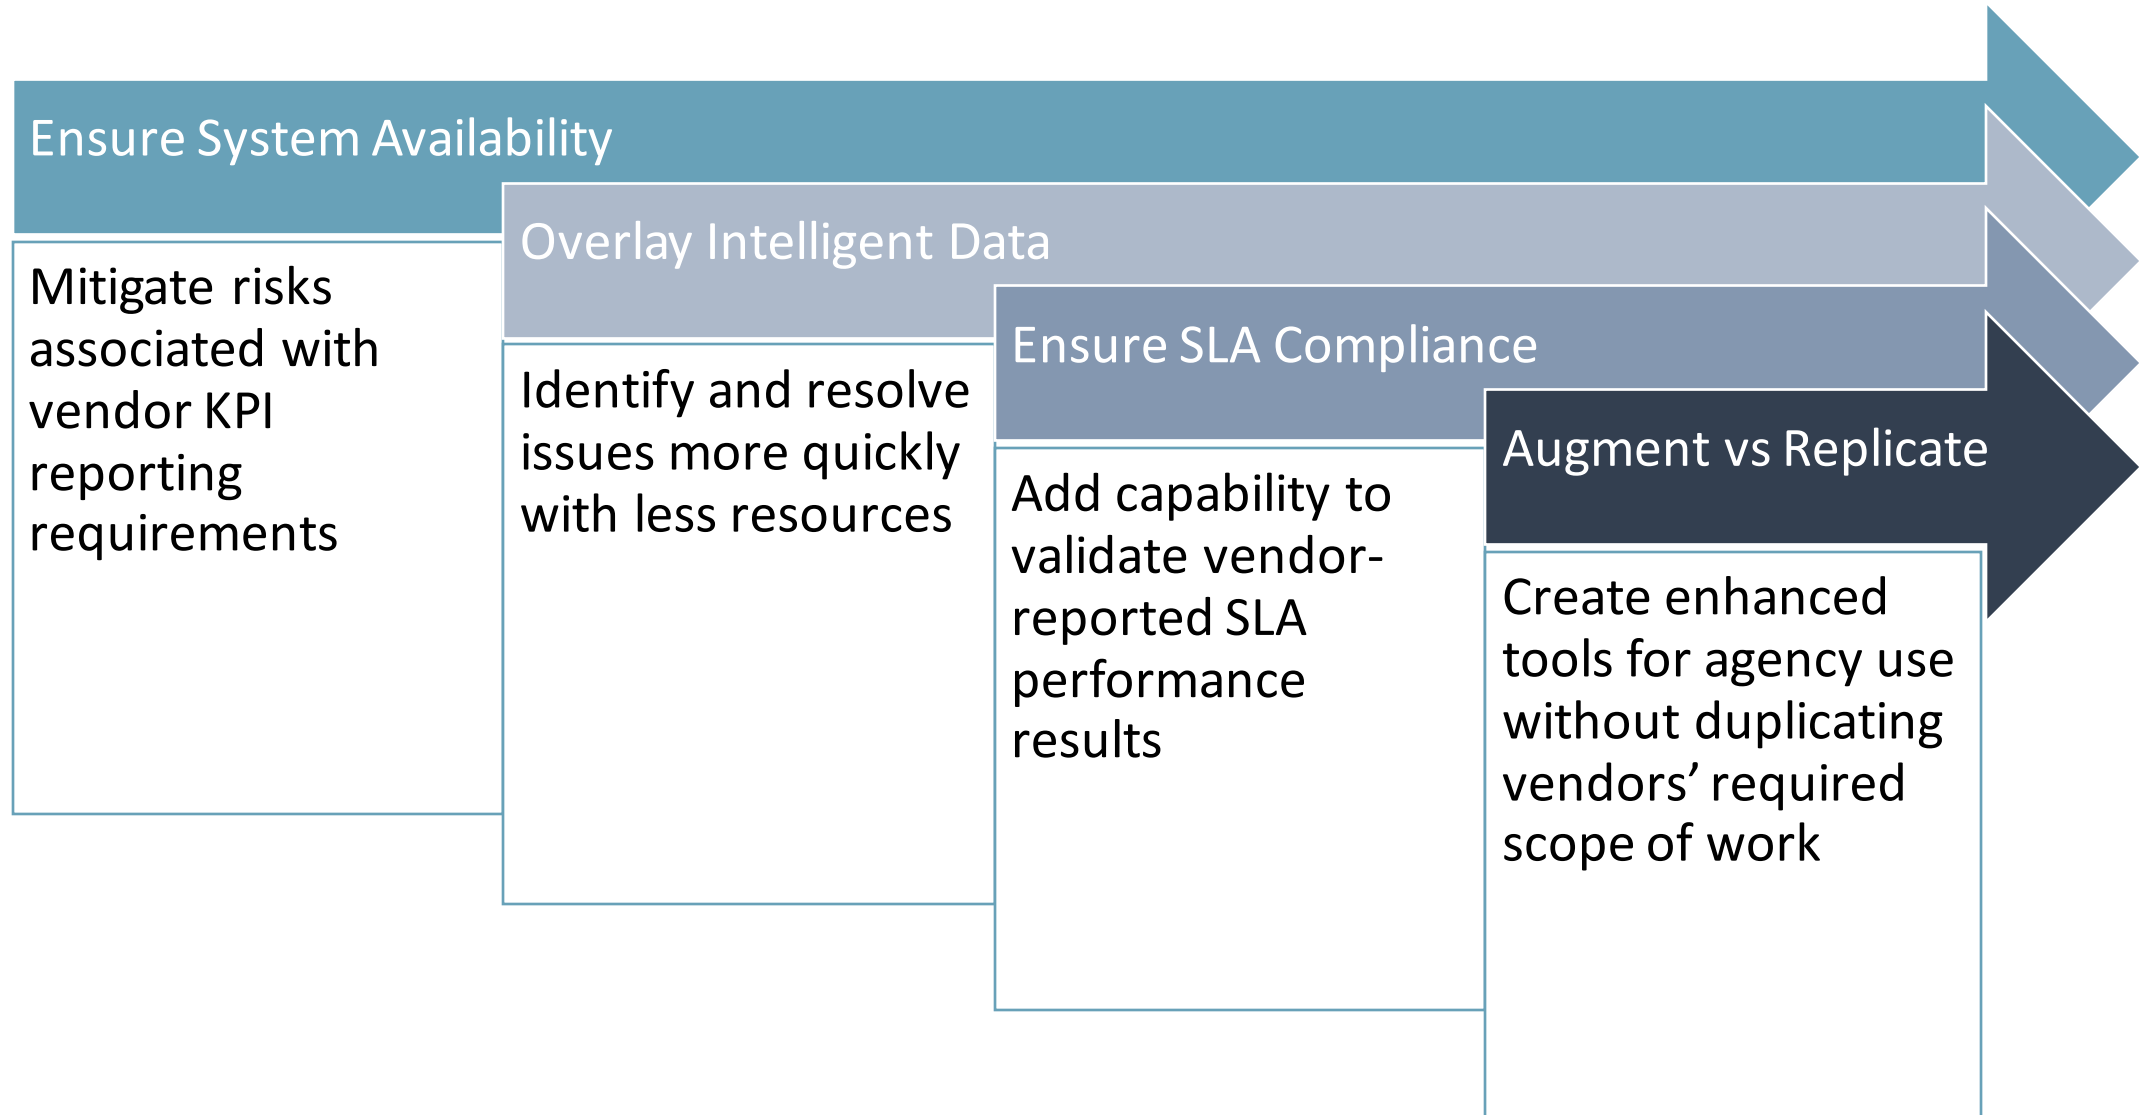 Ensure System Availability
Mitigate risks
associated with
vendor KPI
reporting
requirements
Overlay Intelligent Data
Identify and resolve
issues more quickly
with less resources
Ensure SLA Compliance
Add capability to
validate vendor-
reported SLA
performance
results
Augment vs Replicate
Create enhanced
tools for agency use
without duplicating
vendors’ required
scope of work